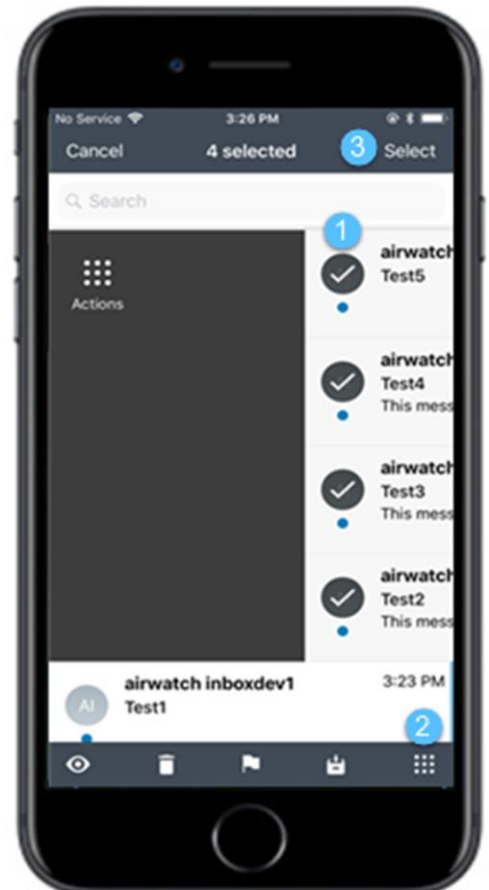 No Service 3:26 PM
Cancel 4 selected 3 Select
Search
1
airwatch
Test5
Actions
airwatch
Test4
This mess
airwatch
Test3
This mess
airwatch
Test2
This mess
airwatch inboxdev1 3:23 PM
AI Test1
2